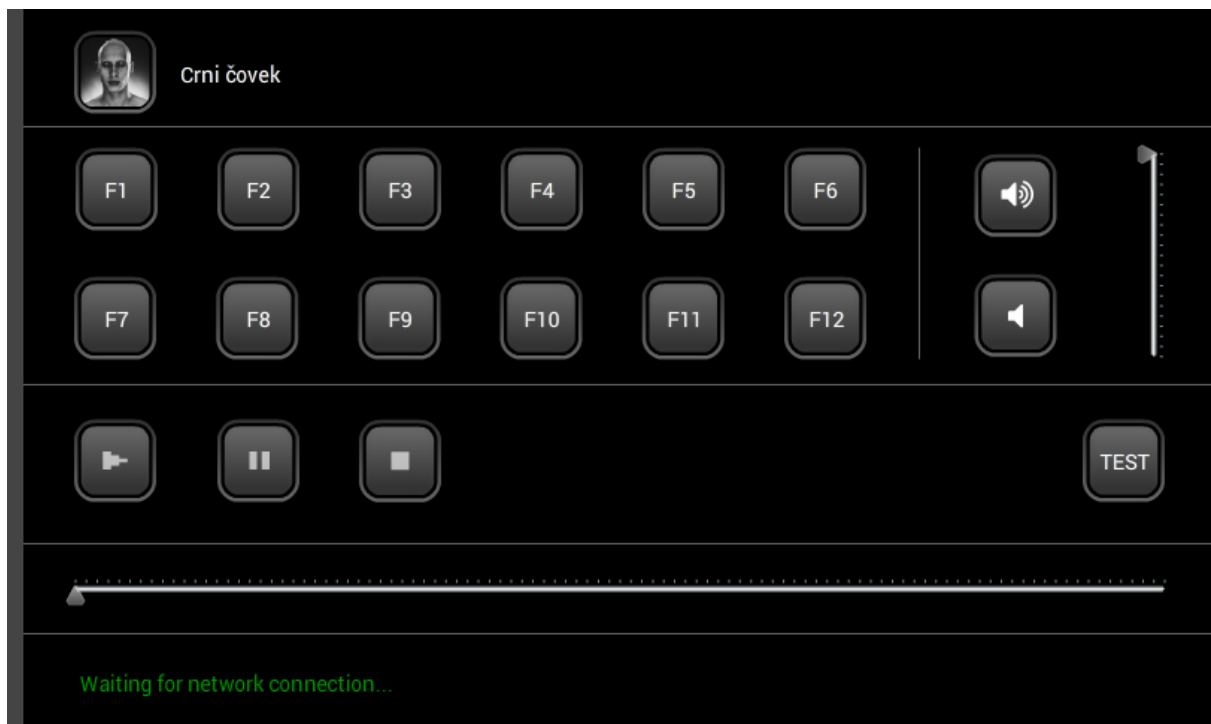 Crni čovek
F1 F2 F3 F4 F5 F6
F7 F8 F9 F10 F11 F12
TEST
Waiting for network connection...